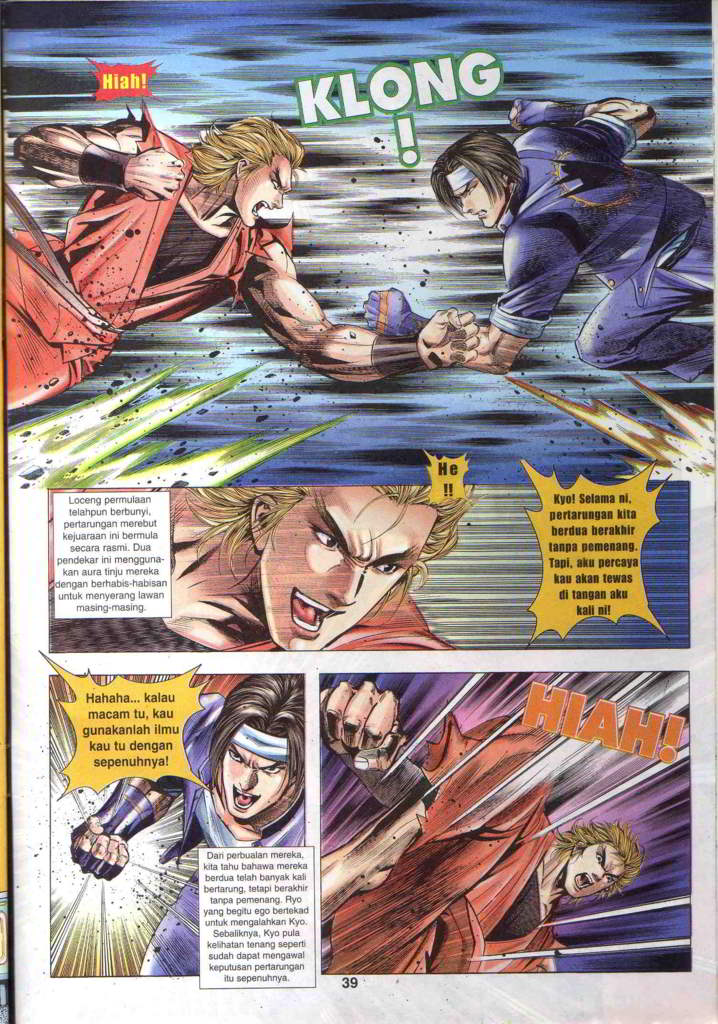 Hiah!
KLONG
!
He
!!
Loceng permulaan
telahpun berbunyi,
pertarungan merebut
kejuaraan ini bermula
secara rasmi. Dua
pendekar ini mengguna-
kan aura tinju mereka
dengan berhabis-habisan
untuk menyerang lawan
masing-masing.
Kyo! Selama ni,
pertarungan kita
berdua berakhir
tanpa pemenang.
Tapi, aku percaya
kau akan tewas
di tangan aku
kali ni!
Hahaha... kalau
macam tu, kau
gunakanlah ilmu
kau tu dengan
sepenuhnya!
Dari perbualan mereka,
kita tahu bahawa mereka
berdua telah banyak kali
bertarung, tetapi berakhir
tanpa pemenang. Ryo
yang begitu ego bertekad
untuk mengalahkan Kyo.
Sebaliknya, Kyo pula
kelihatan tenang seperti
sudah dapat mengawal
keputusan pertarungan
itu sepenuhnya.
HIAH!
39